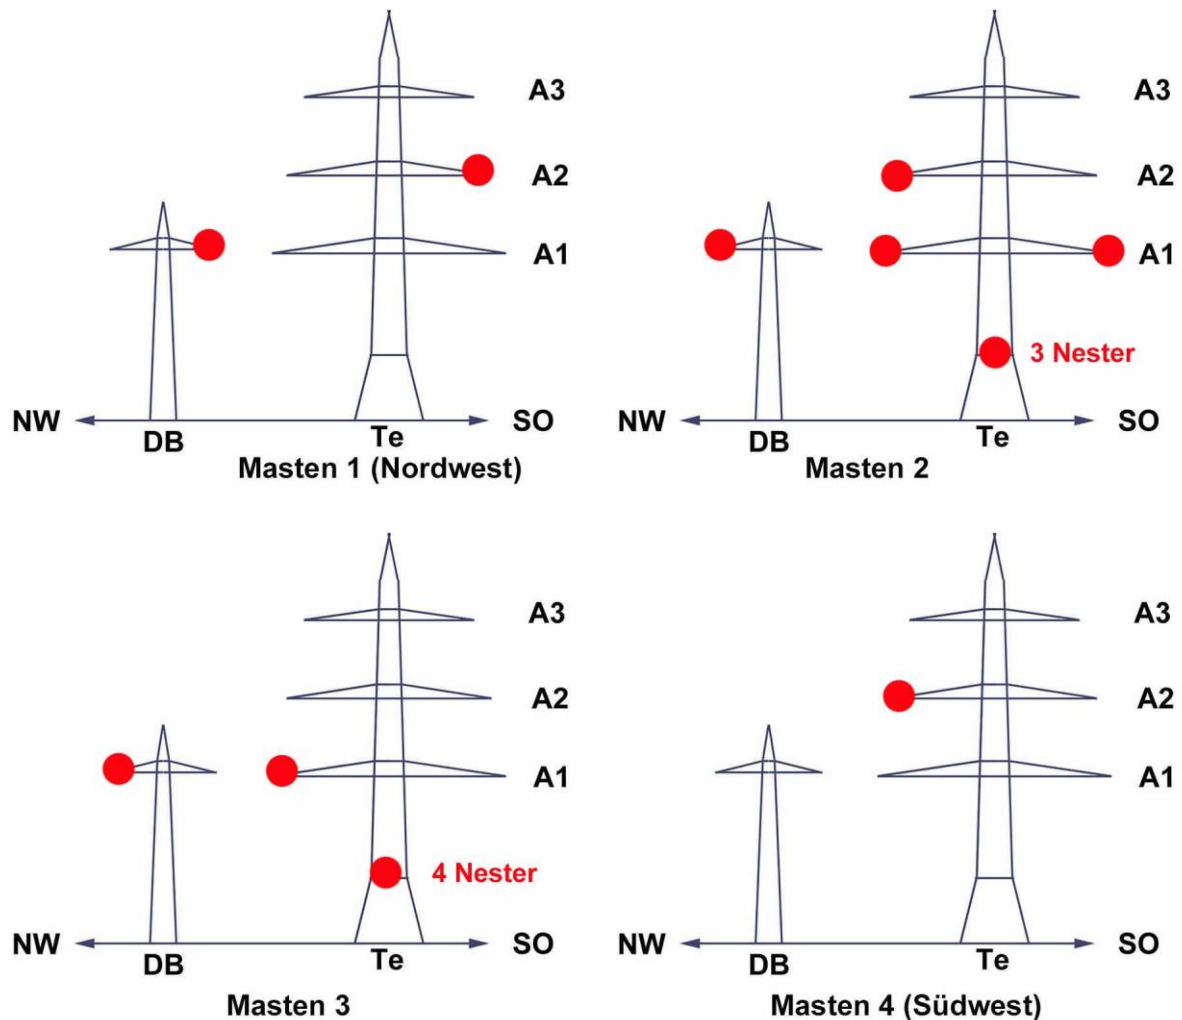 A3
A2
A1
NW
SO
DB
Te
Masten 1 (Nordwest)
A3
A2
A1
3 Nester
NW
SO
DB
Te
Masten 2
A3
A2
A1
4 Nester
NW
SO
DB
Te
Masten 3
A3
A2
A1
NW
SO
DB
Te
Masten 4 (Südwest)